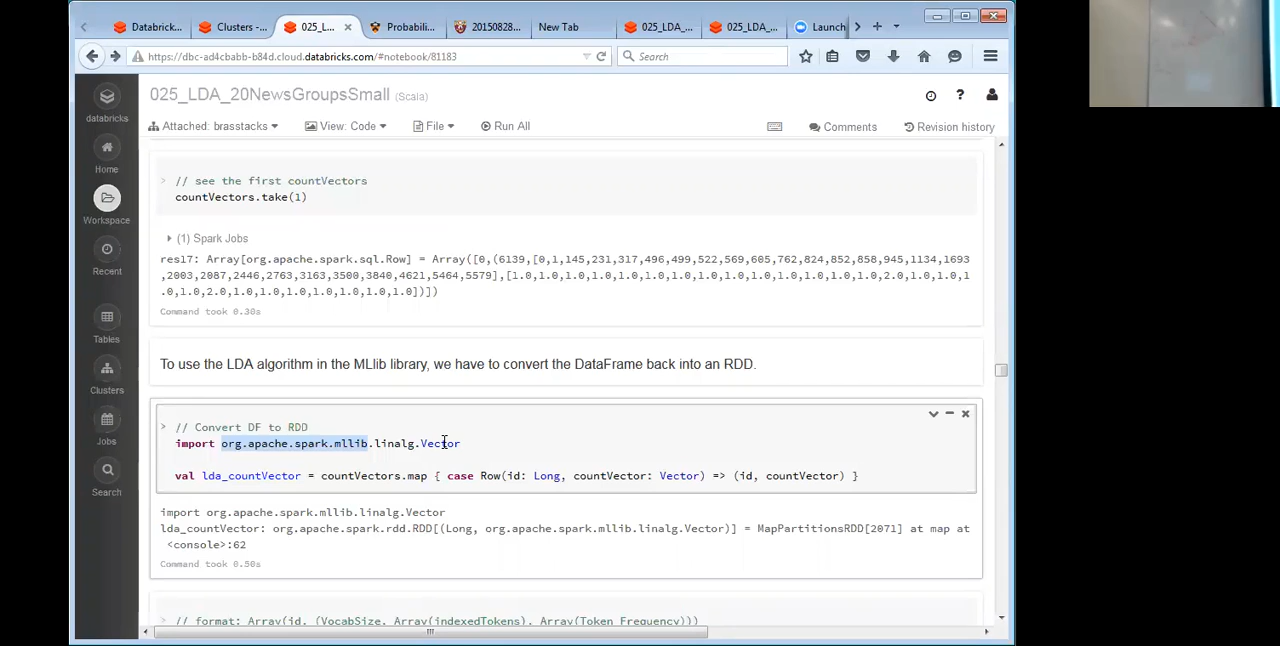 Databrick...
Clusters -...
025_L...
Probabili...
20150828...
New Tab
025_LDA_...
025_LDA_...
Launch
https://dbc-ad4cbabb-b84d.cloud.databricks.com/#notebook/81183
Search
025_LDA_20NewsGroupsSmall (Scala)
Attached: brasstacks
View: Code
File
Run All
Comments
Revision history
databricks
Home
Workspace
Recent
Tables
Clusters
Jobs
Search
// see the first countVectors
countVectors.take(1)
(1) Spark Jobs
res17: Array[org.apache.spark.sql.Row] = Array([0,(6139,[0,1,145,231,317,496,499,522,569,605,762,824,852,858,945,1134,1693
,2003,2087,2446,2763,3163,3500,3840,4621,5464,5579],[1.0,1.0,1.0,1.0,1.0,1.0,1.0,1.0,1.0,1.0,1.0,1.0,1.0,1.0,2.0,1.0,1.0,1
.0,1.0,2.0,1.0,1.0,1.0,1.0,1.0,1.0,1.0])])
Command took 0.30s
To use the LDA algorithm in the MLlib library, we have to convert the DataFrame back into an RDD.
// Convert DF to RDD
import org.apache.spark.mllib.linalg.Vector
val lda_countVector = countVectors.map { case Row(id: Long, countVector: Vector) => (id, countVector) }
import org.apache.spark.mllib.linalg.Vector
lda_countVector: org.apache.spark.rdd.RDD[(Long, org.apache.spark.mllib.linalg.Vector)] = MapPartitionsRDD[2071] at map at
<console>:62
Command took 0.50s
// format: Array(id, (VocabSize, Array(indexedTokens), Array(Token Frequency)))